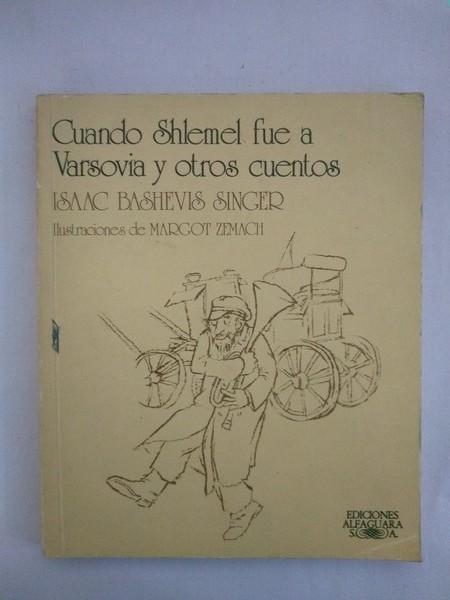 Cuando Shlemel fue a
Varsovia y otros cuentos
ISAAC BASHEVIS SINGER
Ilustraciones de MARGOT ZEMACH
EDICIONES
ALFAGUARA
S. A.